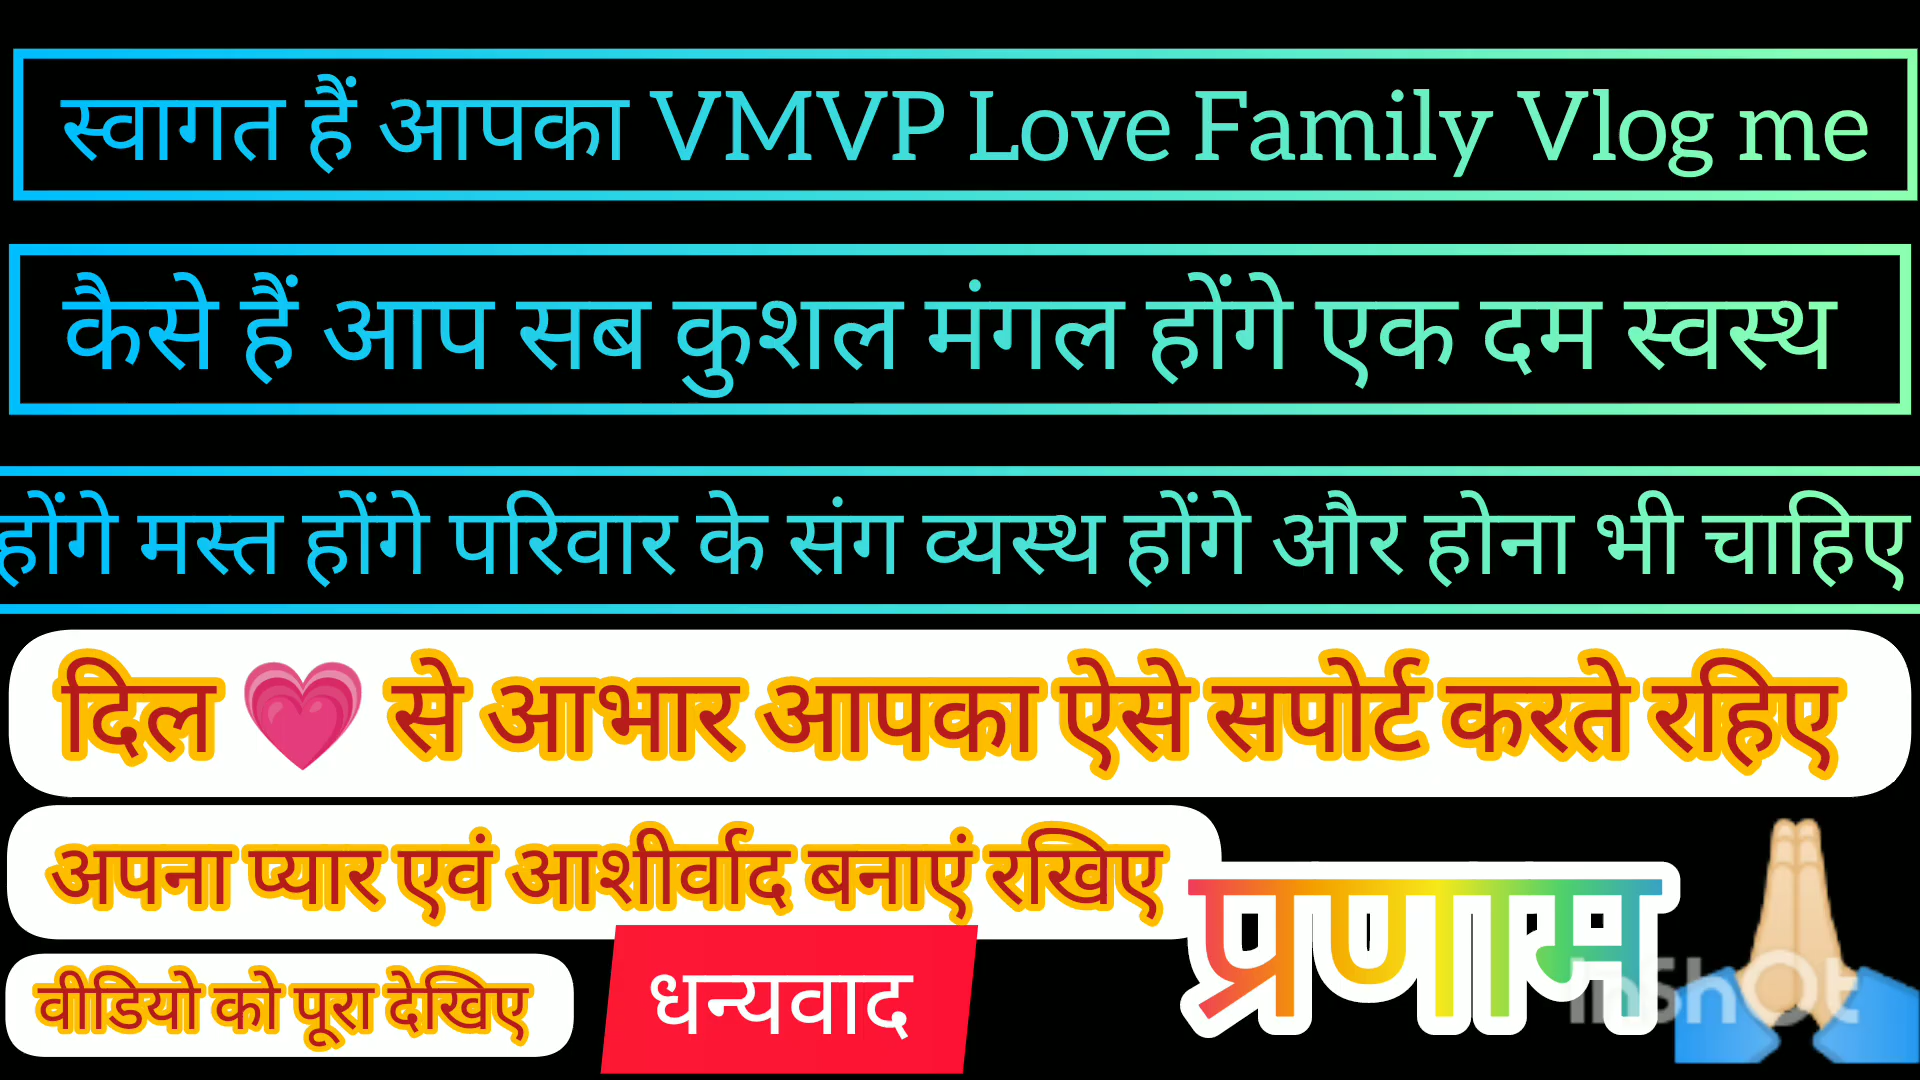 स्वागत हैं आपका VMVP Love Family Vlog me
कैसे हैं आप सब कुशल मंगल होंगे एक दम स्वस्थ
होंगे मस्त होंगे परिवार के संग व्यस्थ होंगे और होना भी चाहिए
दिल 💗 से आभार आपका ऐसे सपोर्ट करते रहिए
अपना प्यार एवं आशीर्वाद बनाएं रखिए
प्रणाम 🙏🏻
वीडियो को पूरा देखिए
धन्यवाद
InShOt